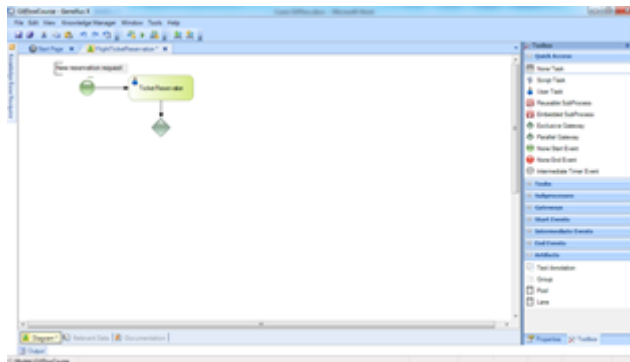 GXflowCourse - GeneXus X
File Edit View Knowledge Manager Window Tools Help
Start Page
FlightTicketReservation *
New reservation request
TicketReservation
Toolbox
Quick Access
None Task
Script Task
User Task
Reusable SubProcess
Embedded SubProcess
Exclusive Gateway
Parallel Gateway
None Start Event
None End Event
Intermediate Timer Event
Tasks
Subprocesses
Gateways
Start Events
Intermediate Events
End Events
Artifacts
Text Annotation
Group
Pool
Lane
Diagram * Relevant Data Documentation
Properties Toolbox
Output